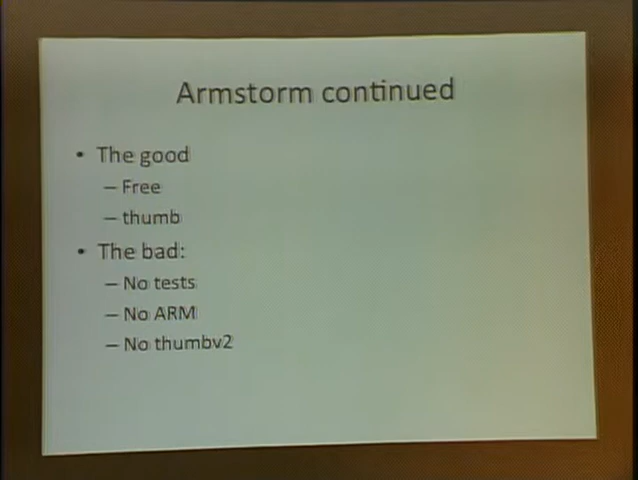 Armstorm continued
• The good
– Free
– thumb
• The bad:
– No tests
– No ARM
– No thumbv2